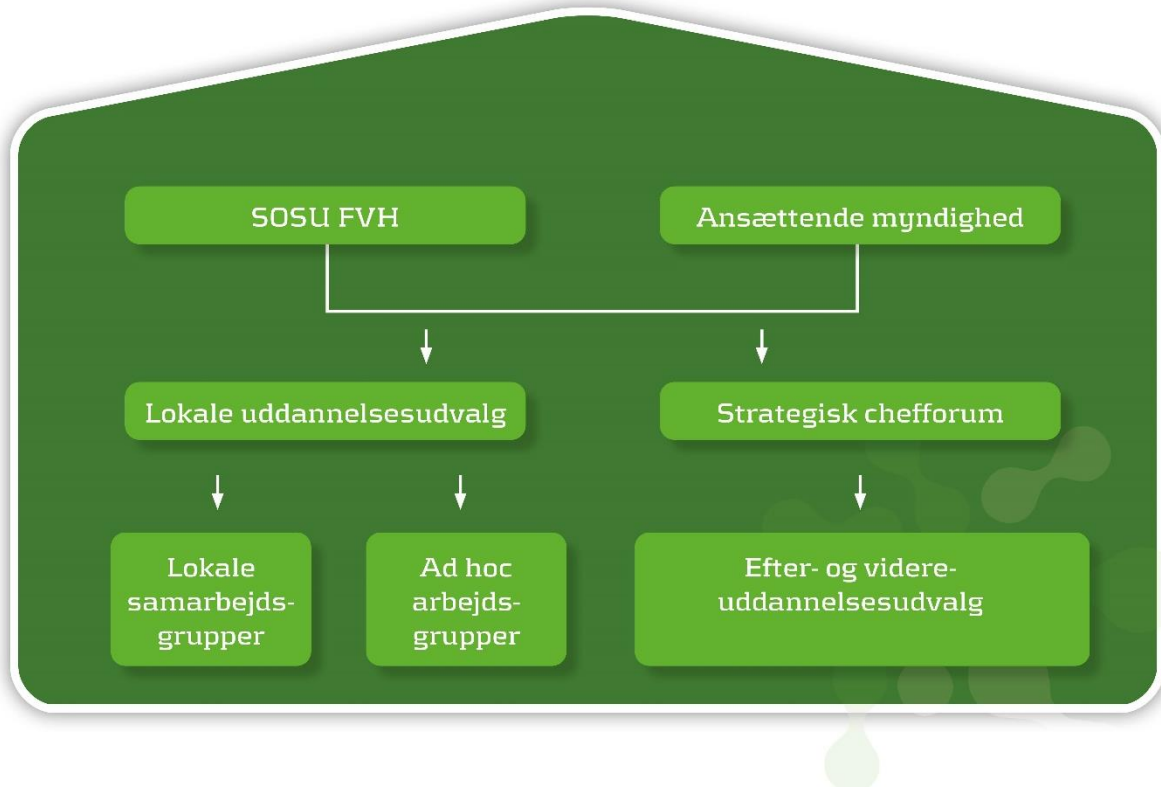 SOSU FVH
Ansættende myndighed
Lokale uddannelsesudvalg
Strategisk chefforum
Lokale
samarbejds-
grupper
Ad hoc
arbejds-
grupper
Efter- og videre-
uddannelsesudvalg